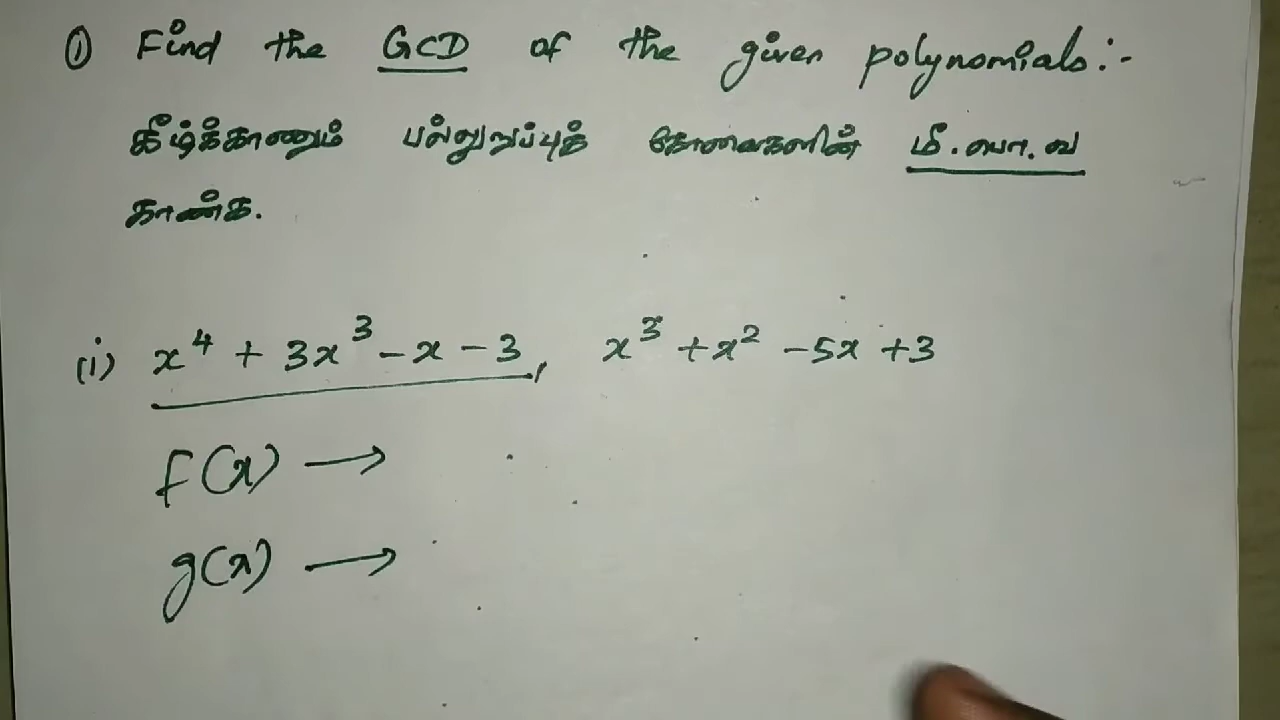 ① Find the GCD of the given polynomials:-
கீழ்க்காணும் பல்லுறுப்புக் கோவைகளின் மீ.பொ.வ
காண்க.
(i) x⁴ + 3x³ - x - 3, x³ + x² - 5x + 3
f(x) →
g(x) →